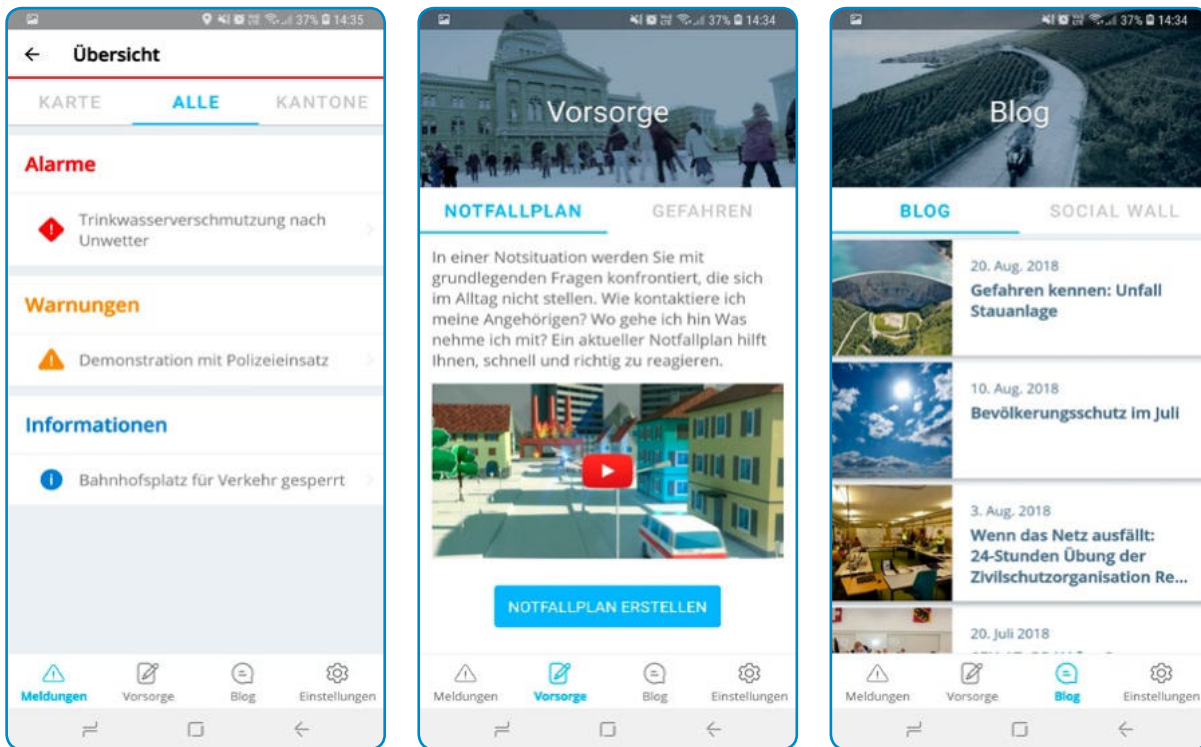 37% 14:35
Übersicht
KARTE ALLE KANTONE
Alarme
Trinkwasserverschmutzung nach
Unwetter
Warnungen
Demonstration mit Polizeieinsatz
Informationen
Bahnhofsplatz für Verkehr gesperrt
Meldungen Vorsorge Blog Einstellungen
37% 14:34
Vorsorge
NOTFALLPLAN GEFAHREN
In einer Notsituation werden Sie mit
grundlegenden Fragen konfrontiert, die sich
im Alltag nicht stellen. Wie kontaktiere ich
meine Angehörigen? Wo gehe ich hin Was
nehme ich mit? Ein aktueller Notfallplan hilft
Ihnen, schnell und richtig zu reagieren.
NOTFALLPLAN ERSTELLEN
Meldungen Vorsorge Blog Einstellungen
37% 14:34
Blog
BLOG SOCIAL WALL
20. Aug. 2018
Gefahren kennen: Unfall
Stauanlage
10. Aug. 2018
Bevölkerungsschutz im Juli
3. Aug. 2018
Wenn das Netz ausfällt:
24-Stunden Übung der
Zivilschutzorganisation Re...
20. Juli 2018
Meldungen Vorsorge Blog Einstellungen